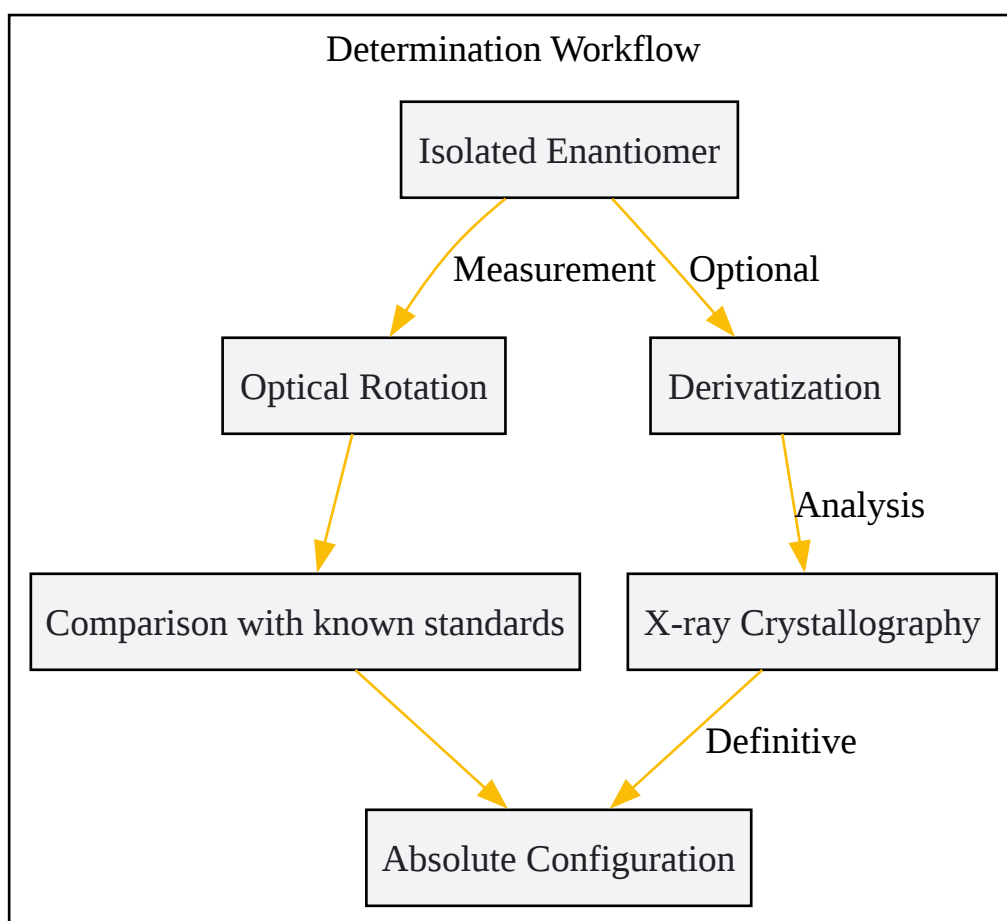 Determination Workflow
Isolated Enantiomer
Measurement
Optional
Optical Rotation
Derivatization
Analysis
Comparison with known standards
X-ray Crystallography
Definitive
Absolute Configuration